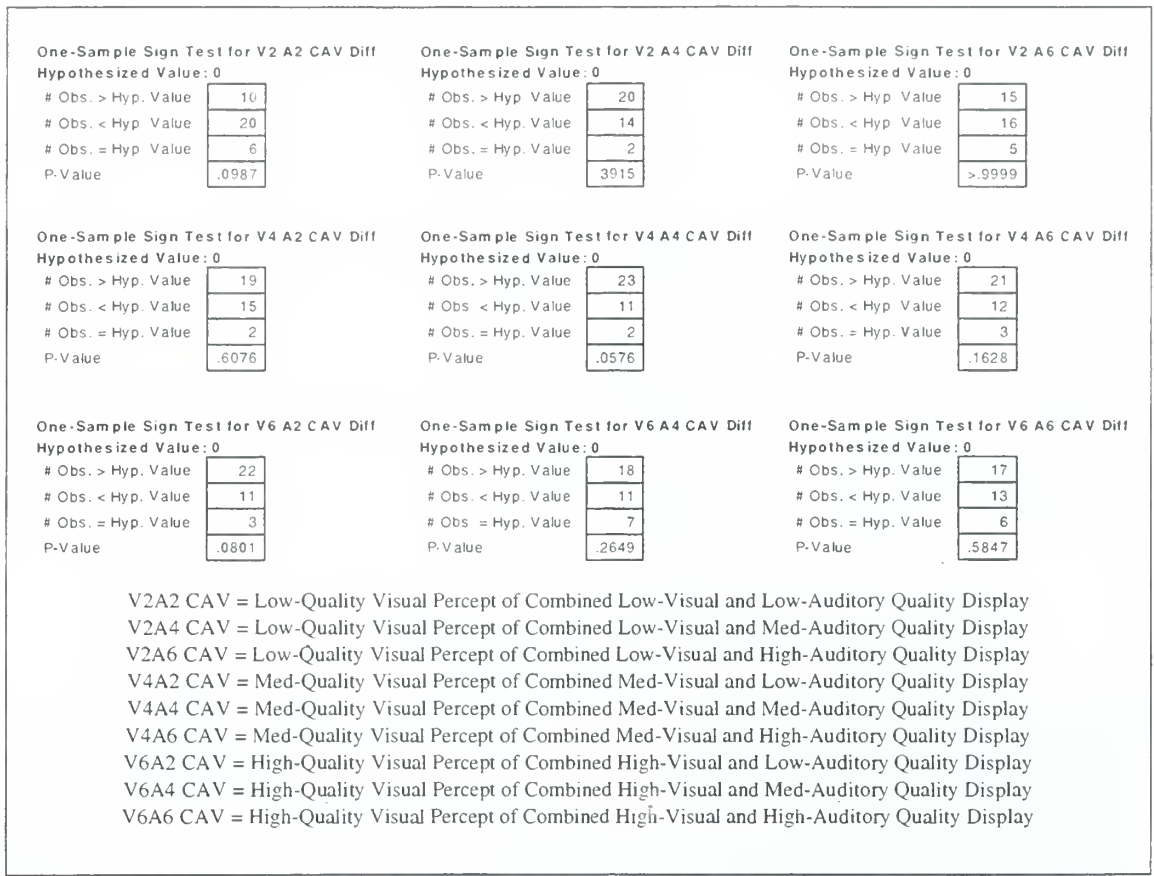 One-Sample Sign Test for V2 A2 CAV Diff
Hypothesized Value: 0
# Obs. > Hyp. Value 10
# Obs. < Hyp Value 20
# Obs. = Hyp Value 6
P-Value .0987
One-Sample Sign Test for V2 A4 CAV Diff
Hypothesized Value: 0
# Obs. > Hyp Value 20
# Obs. < Hyp. Value 14
# Obs. = Hyp Value 2
P-Value 3915
One-Sample Sign Test for V2 A6 CAV Diff
Hypothesized Value: 0
# Obs. > Hyp. Value 15
# Obs. < Hyp Value 16
# Obs. = Hyp Value 5
P-Value >.9999
One-Sample Sign Test for V4 A2 CAV Diff
Hypothesized Value: 0
# Obs. > Hyp. Value 19
# Obs. < Hyp. Value 15
# Obs. = Hyp. Value 2
P-Value .6076
One-Sample Sign Test for V4 A4 CAV Diff
Hypothesized Value: 0
# Obs. > Hyp. Value 23
# Obs < Hyp. Value 11
# Obs. = Hyp. Value 2
P-Value .0576
One-Sample Sign Test for V4 A6 CAV Diff
Hypothesized Value: 0
# Obs. > Hyp. Value 21
# Obs. < Hyp. Value 12
# Obs. = Hyp. Value 3
P-Value .1628
One-Sample Sign Test for V6 A2 CAV Diff
Hypothesized Value: 0
# Obs. > Hyp. Value 22
# Obs. < Hyp. Value 11
# Obs. = Hyp. Value 3
P-Value .0801
One-Sample Sign Test for V6 A4 CAV Diff
Hypothesized Value: 0
# Obs. > Hyp. Value 18
# Obs. < Hyp. Value 11
# Obs = Hyp. Value 7
P-Value .2649
One-Sample Sign Test for V6 A6 CAV Diff
Hypothesized Value: 0
# Obs. > Hyp. Value 17
# Obs. < Hyp. Value 13
# Obs. = Hyp. Value 6
P-Value .5847
V2A2 CAV = Low-Quality Visual Percept of Combined Low-Visual and Low-Auditory Quality Display
V2A4 CAV = Low-Quality Visual Percept of Combined Low-Visual and Med-Auditory Quality Display
V2A6 CAV = Low-Quality Visual Percept of Combined Low-Visual and High-Auditory Quality Display
V4A2 CAV = Med-Quality Visual Percept of Combined Med-Visual and Low-Auditory Quality Display
V4A4 CAV = Med-Quality Visual Percept of Combined Med-Visual and Med-Auditory Quality Display
V4A6 CAV = Med-Quality Visual Percept of Combined Med-Visual and High-Auditory Quality Display
V6A2 CAV = High-Quality Visual Percept of Combined High-Visual and Low-Auditory Quality Display
V6A4 CAV = High-Quality Visual Percept of Combined High-Visual and Med-Auditory Quality Display
V6A6 CAV = High-Quality Visual Percept of Combined High-Visual and High-Auditory Quality Display